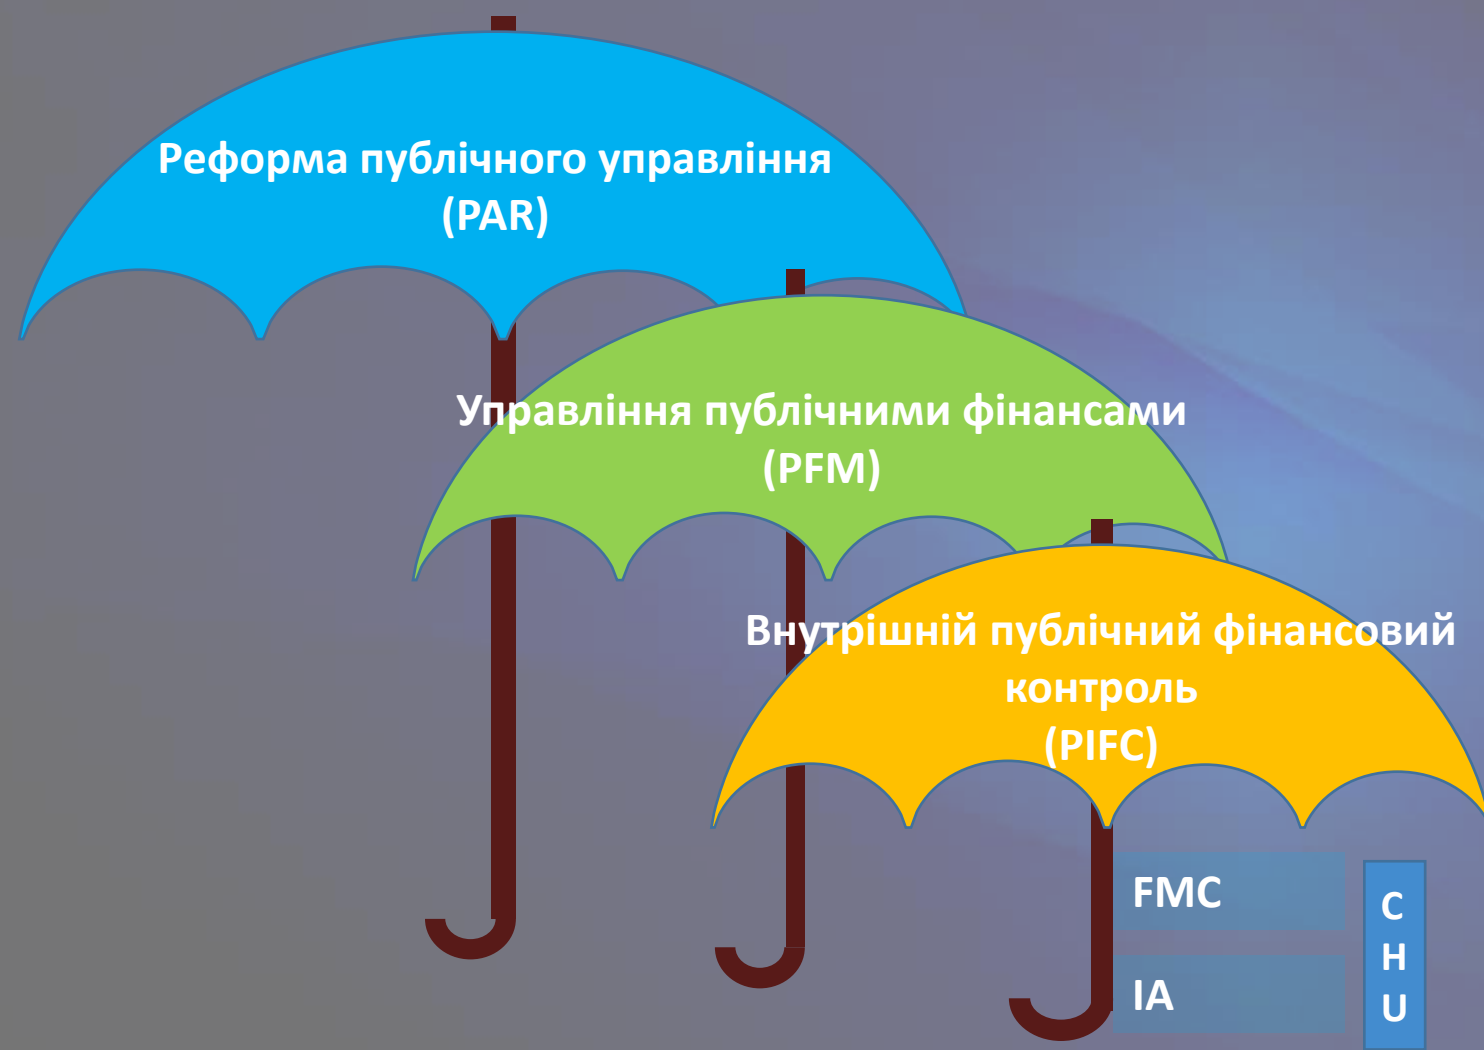 Реформа публічного управління
(PAR)
Управління публічними фінансами
(PFM)
Внутрішній публічний фінансовий
контроль
(PIFC)
FMC
IA
C
H
U